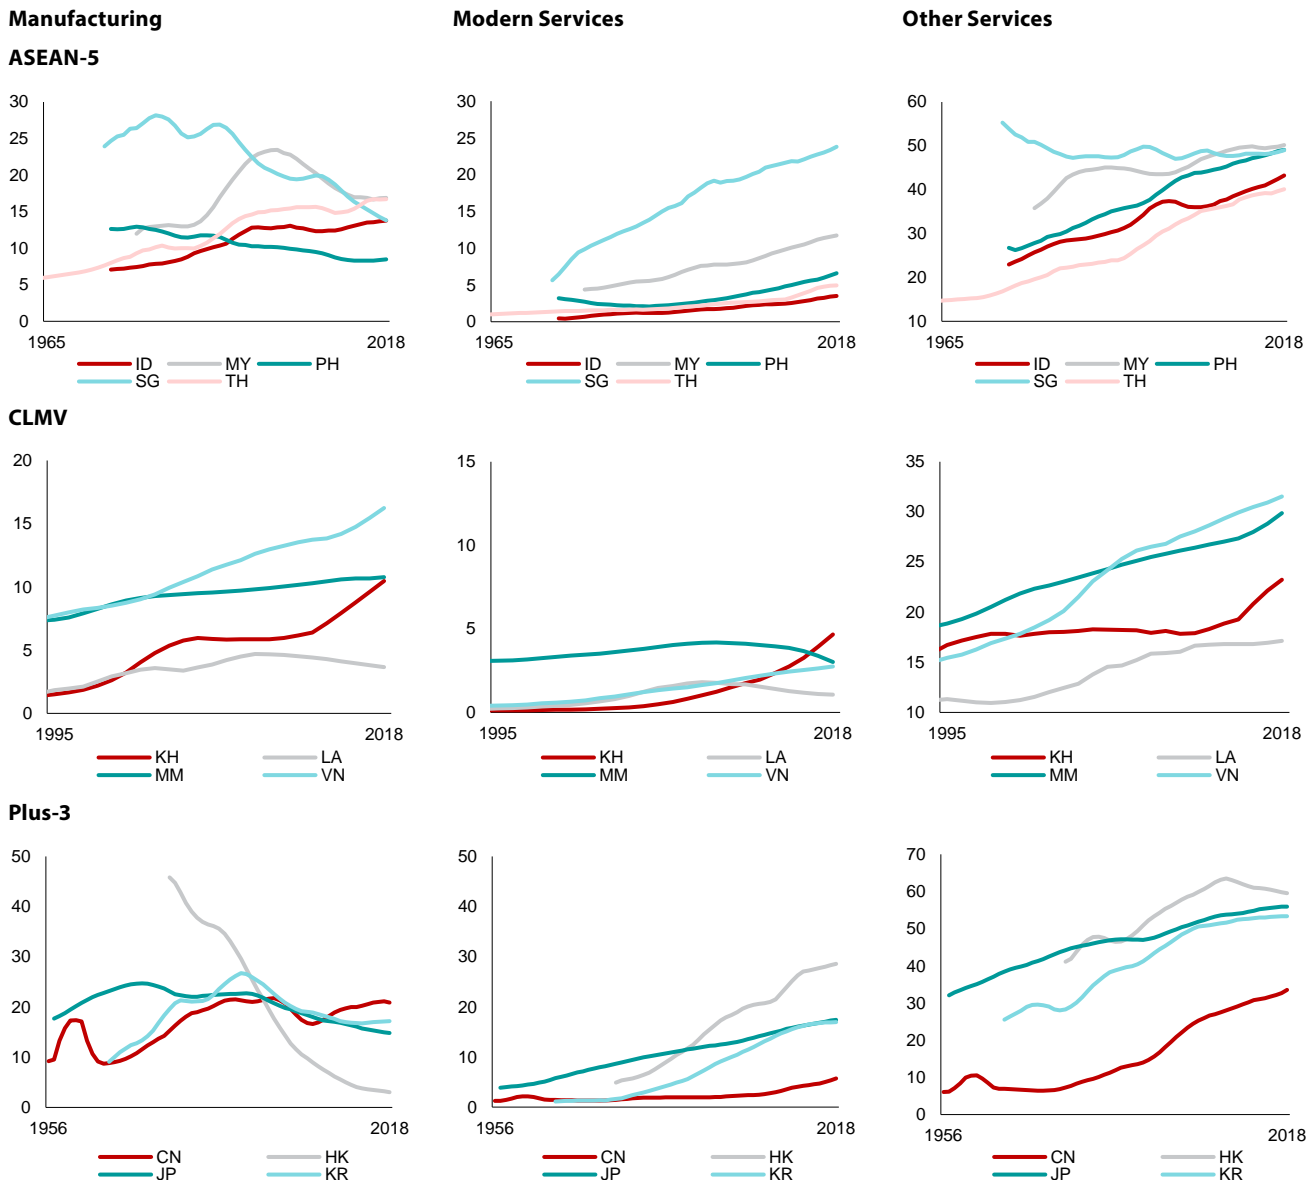 Manufacturing Modern Services Other Services
ASEAN-5
30 25 20 15 10 5 0
1965 2018
ID MY PH
SG TH
30 25 20 15 10 5 0
1965 2018
ID MY PH
SG TH
60 50 40 30 20 10
1965 2018
ID MY PH
SG TH
CLMV
20 15 10 5 0
1995 2018
KH LA
MM VN
15 10 5 0
1995 2018
KH LA
MM VN
35 30 25 20 15 10
1995 2018
KH LA
MM VN
Plus-3
50 40 30 20 10 0
1956 2018
CN HK
JP KR
50 40 30 20 10 0
1956 2018
CN HK
JP KR
70 60 50 40 30 20 10 0
1956 2018
CN HK
JP KR